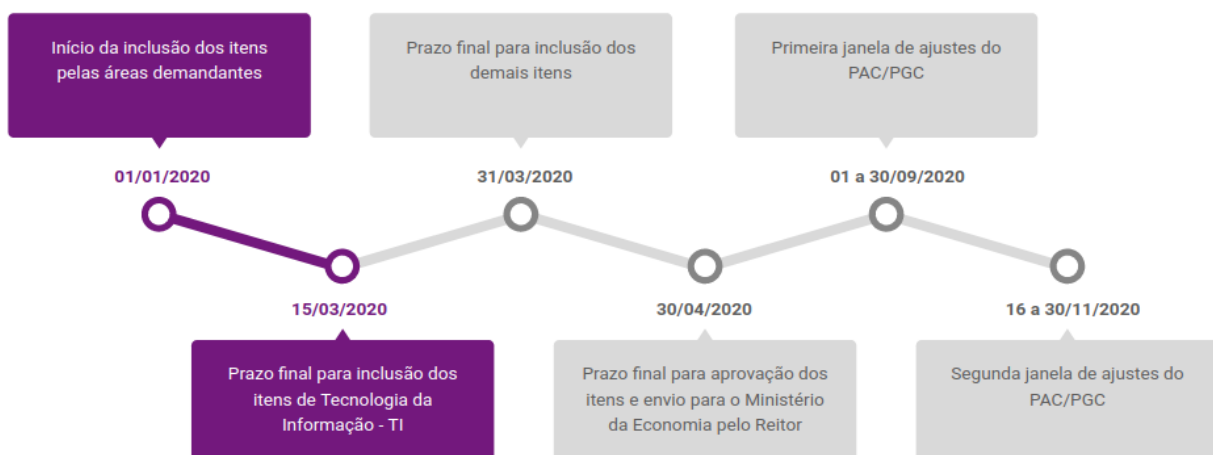 Início da inclusão dos itens
pelas áreas demandantes
01/01/2020
Prazo final para inclusão dos
itens de Tecnologia da
Informação - TI
15/03/2020
Prazo final para inclusão dos
demais itens
31/03/2020
30/04/2020
Prazo final para aprovação dos
itens e envio para o Ministério
da Economia pelo Reitor
Primeira janela de ajustes do
PAC/PGC
01 a 30/09/2020
16 a 30/11/2020
Segunda janela de ajustes do
PAC/PGC